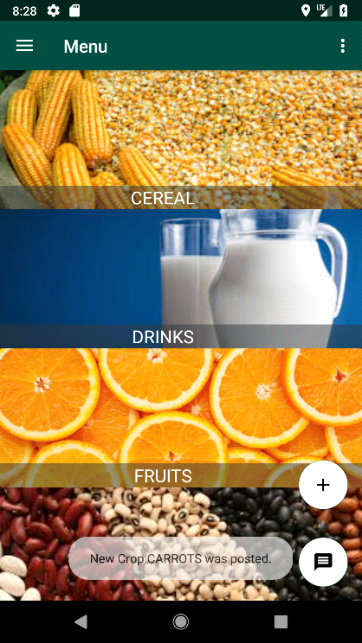 8:28
LTE
Menu
CEREAL
DRINKS
FRUITS
New Crop CARROTS was posted.